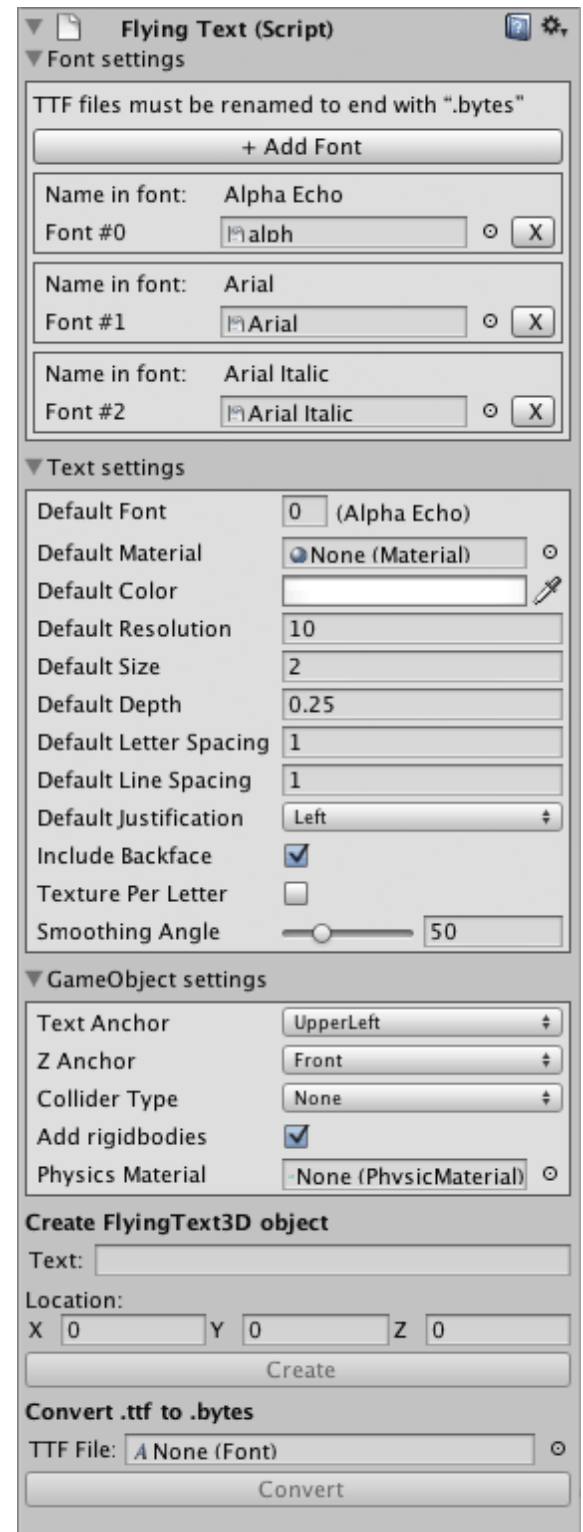 Flying Text (Script)
Font settings
TTF files must be renamed to end with “.bytes”
+ Add Font
Name in font: Alpha Echo
Font #0 alph X
Name in font: Arial
Font #1 Arial X
Name in font: Arial Italic
Font #2 Arial Italic X
Text settings
Default Font 0 (Alpha Echo)
Default Material None (Material)
Default Color
Default Resolution 10
Default Size 2
Default Depth 0.25
Default Letter Spacing 1
Default Line Spacing 1
Default Justification Left
Include Backface
Texture Per Letter
Smoothing Angle 50
GameObject settings
Text Anchor UpperLeft
Z Anchor Front
Collider Type None
Add rigidbodies
Physics Material None (PhysicMaterial)
Create FlyingText3D object
Text:
Location:
X 0 Y 0 Z 0
Create
Convert .ttf to .bytes
TTF File: A None (Font)
Convert